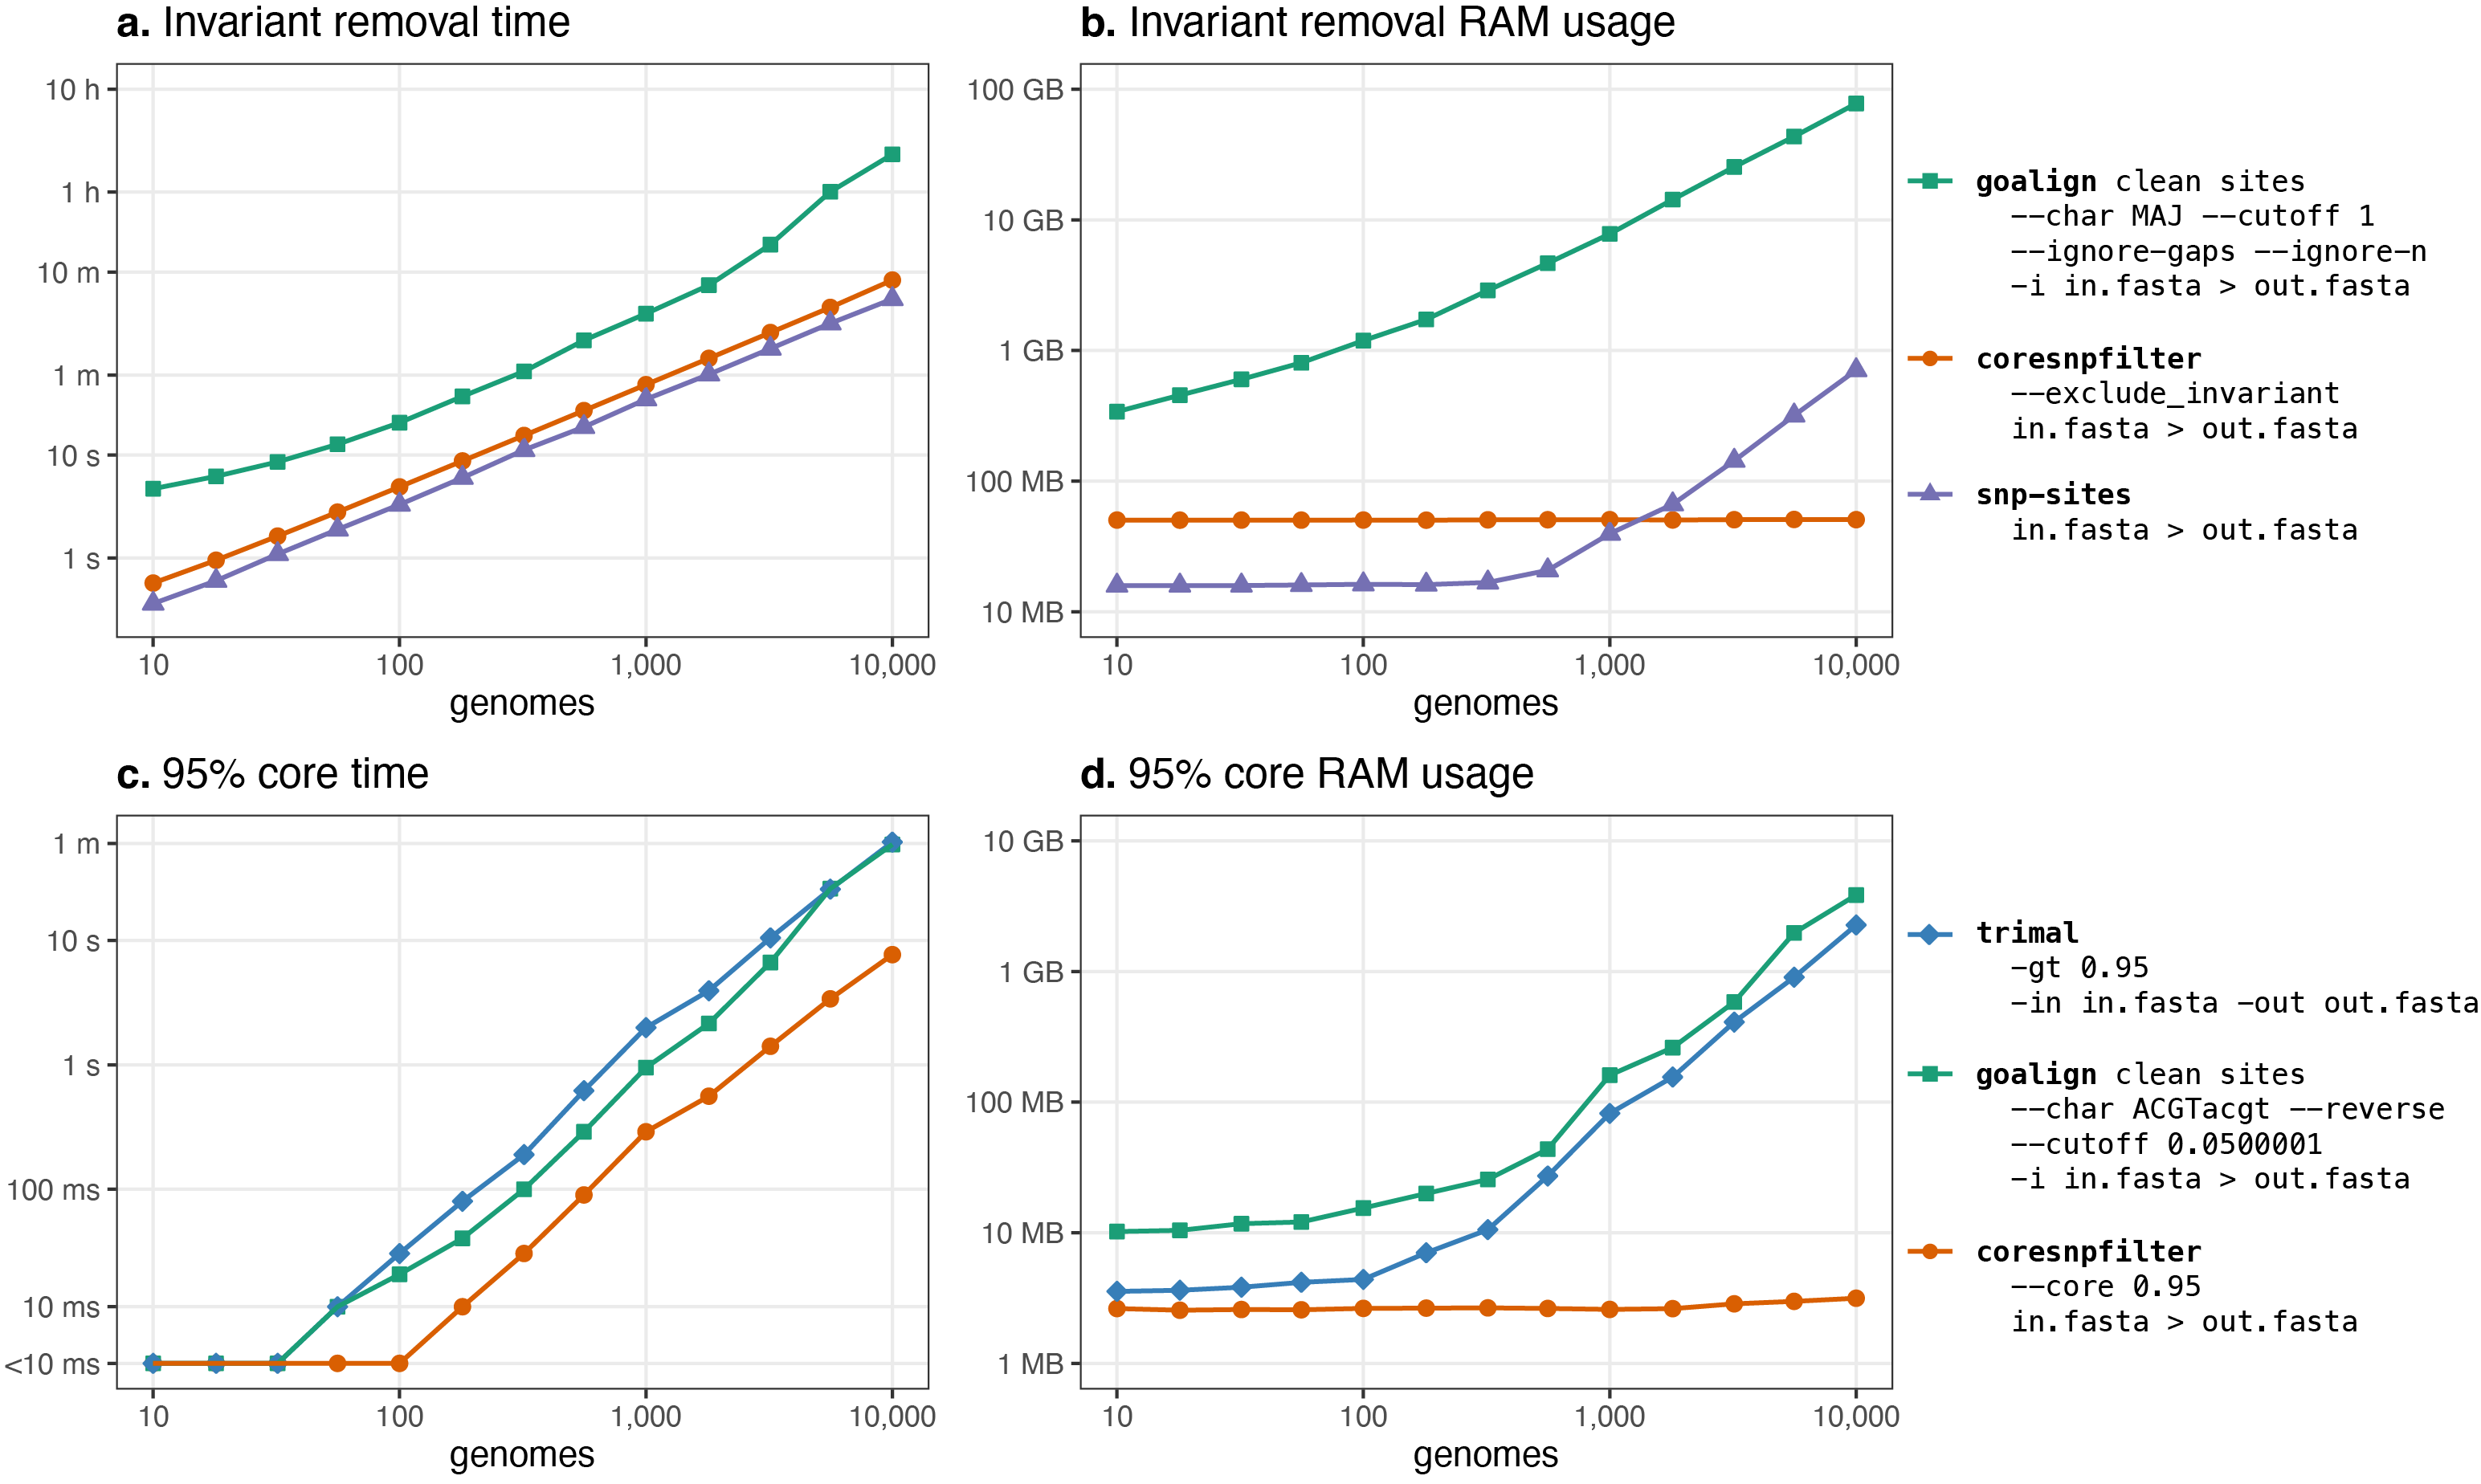 a. Invariant removal time
10 h
1 h
10 m
1 m
10 s
1 s
10 100 1,000 10,000
genomes
b. Invariant removal RAM usage
100 GB
10 GB
1 GB
100 MB
10 MB
10 100 1,000 10,000
genomes
goalign clean sites
--char MAJ --cutoff 1
--ignore-gaps --ignore-n
-i in.fasta > out.fasta
coresnpfilter
--exclude_invariant
in.fasta > out.fasta
snp-sites
in.fasta > out.fasta
c. 95% core time
1 m
10 s
1 s
100 ms
10 ms
<10 ms
10 100 1,000 10,000
genomes
d. 95% core RAM usage
10 GB
1 GB
100 MB
10 MB
1 MB
10 100 1,000 10,000
genomes
trimal
-gt 0.95
-in in.fasta -out out.fasta
goalign clean sites
--char ACGTacgt --reverse
--cutoff 0.0500001
-i in.fasta > out.fasta
coresnpfilter
--core 0.95
in.fasta > out.fasta